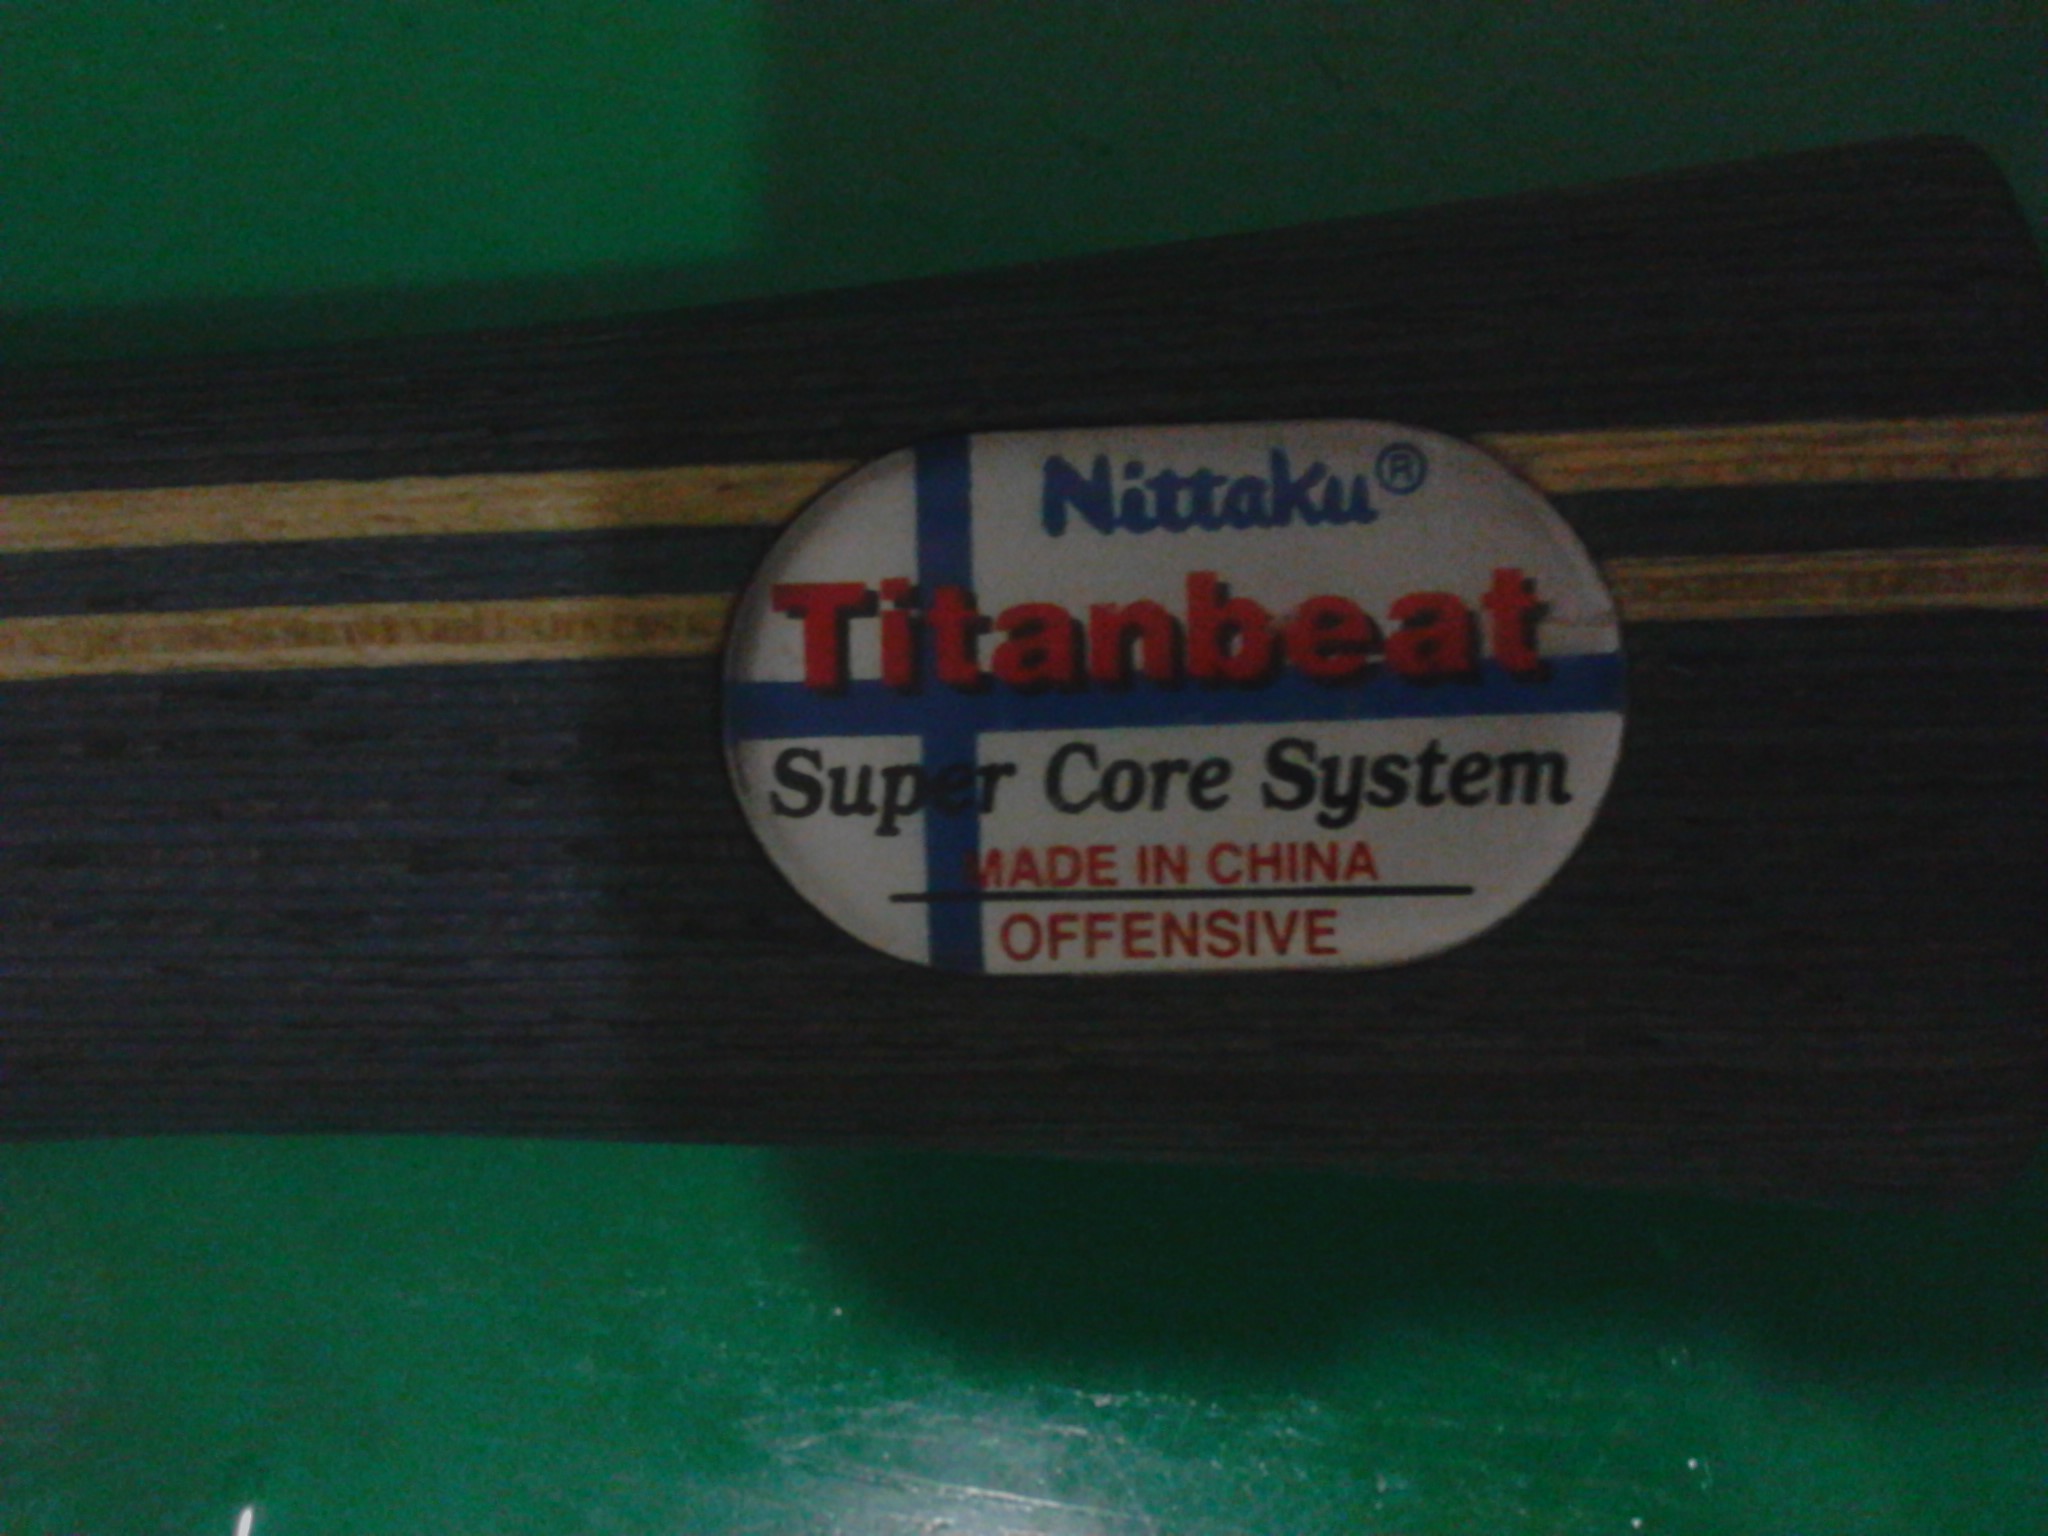 Nittaku®
Titanbeat
Super Core System
MADE IN CHINA
OFFENSIVE